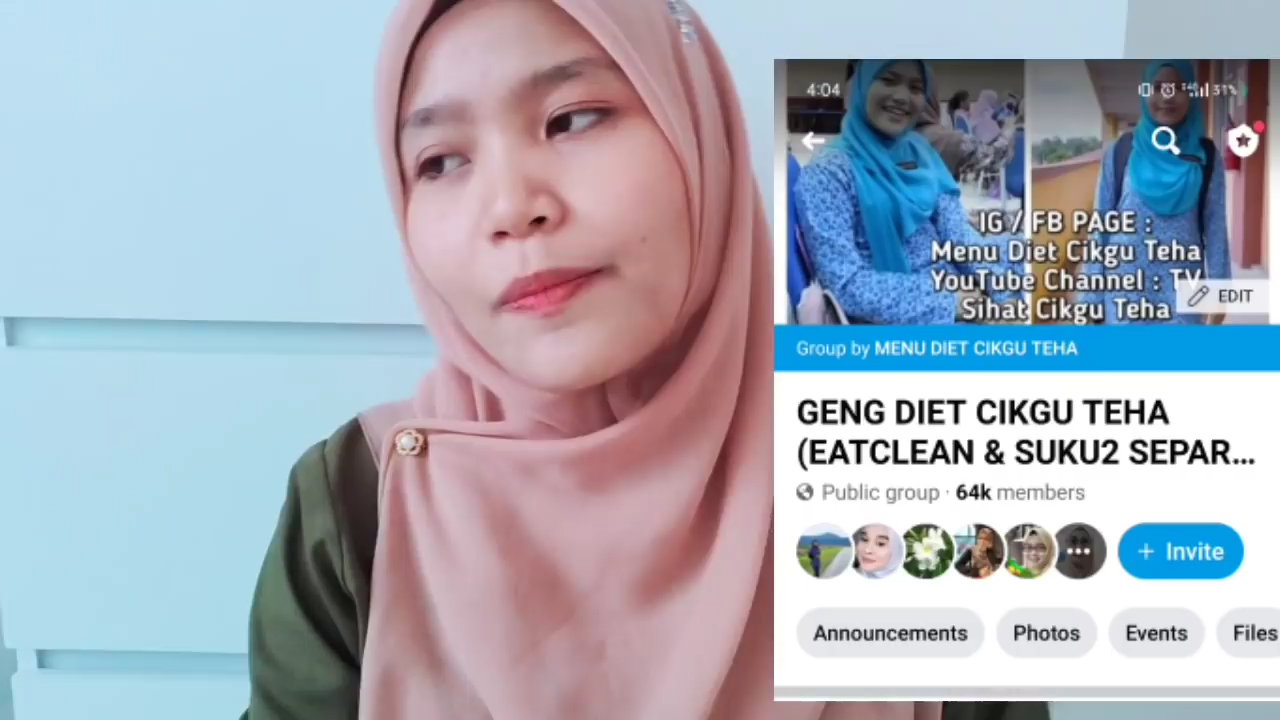 4:04
31%
IG / FB PAGE :
Menu Diet Cikgu Teha
YouTube Channel : TV
Sihat Cikgu Teha
EDIT
Group by MENU DIET CIKGU TEHA
GENG DIET CIKGU TEHA
(EATCLEAN & SUKU2 SEPAR...
Public group · 64k members
+ Invite
Announcements
Photos
Events
Files